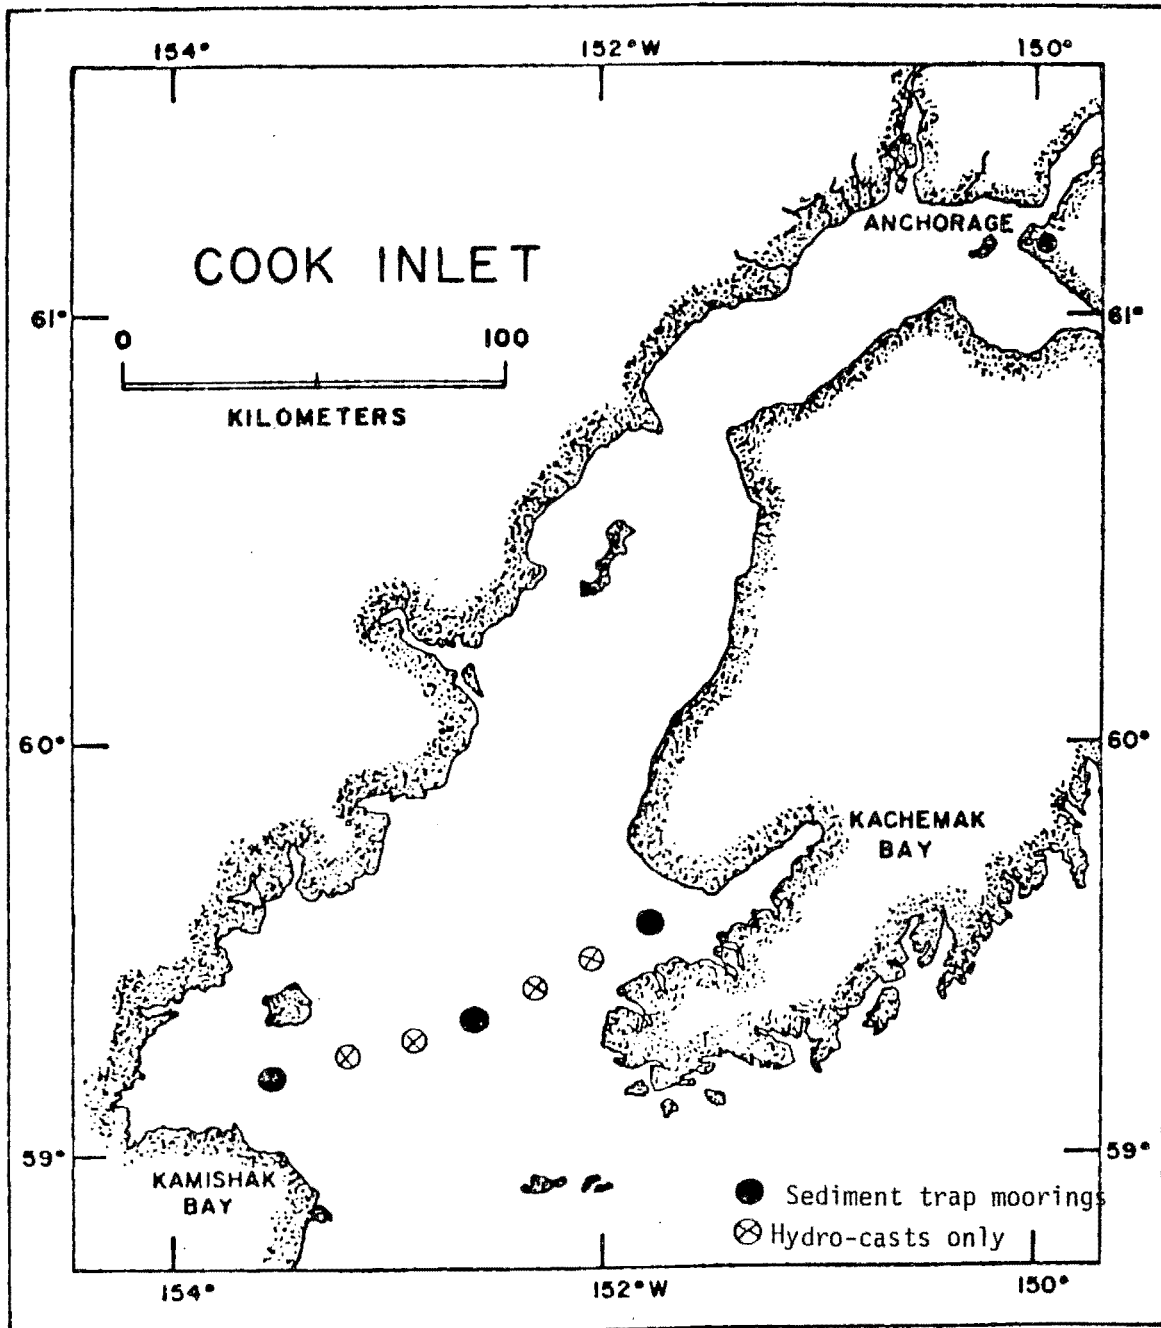 154° 152°W 150°
ANCHORAGE
COOK INLET
61° 61°
0 100
KILOMETERS
60° 60°
KACHEMAK
BAY
59° 59°
KAMISHAK
BAY
Sediment trap moorings
Hydro-casts only
154° 152°W 150°